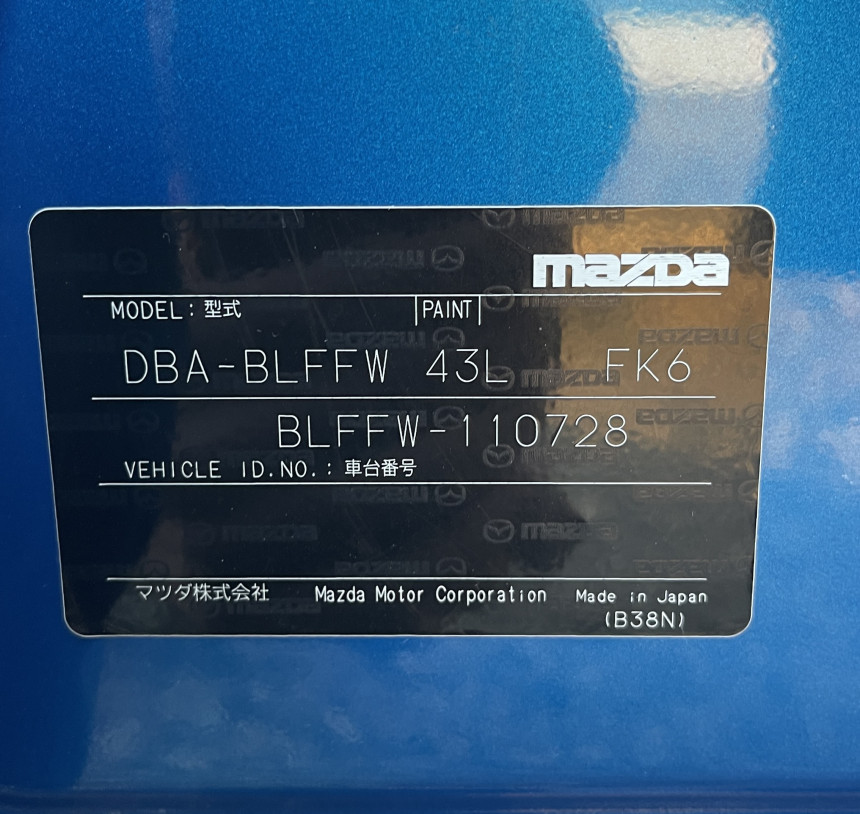 mazda
MODEL : 型式 PAINT
DBA-BLFFW 43L FK6
BLFFW-110728
VEHICLE ID.NO. : 車台番号
マツダ株式会社 Mazda Motor Corporation Made in Japan
(B38N)